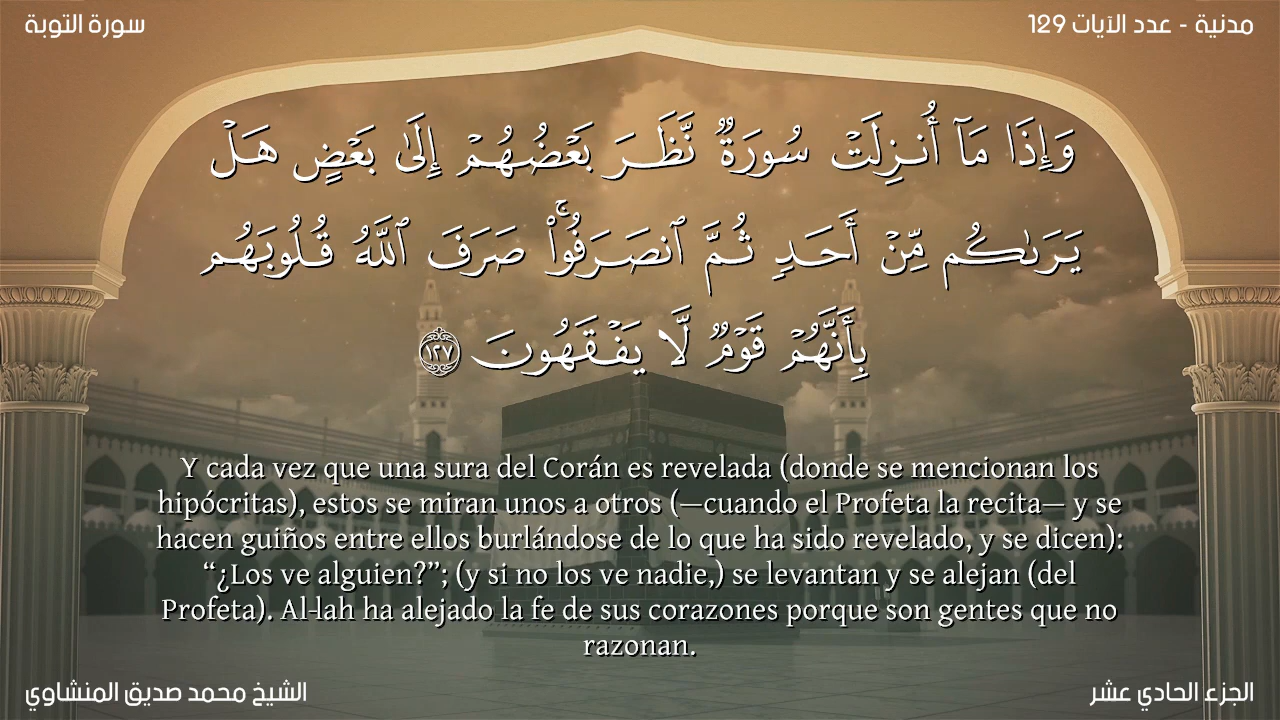 سورة التوبة
مدنية - عدد الآيات 129
وَإِذَا مَآ أُنزِلَتۡ سُورَةٞ نَّظَرَ بَعۡضُهُمۡ إِلَىٰ بَعۡضٍ هَلۡ
يَرَىٰكُم مِّنۡ أَحَدٖ ثُمَّ ٱنصَرَفُواْۚ صَرَفَ ٱللَّهُ قُلُوبَهُم
بِأَنَّهُمۡ قَوۡمٞ لَّا يَفۡقَهُونَ ١٢٧
Y cada vez que una sura del Corán es revelada (donde se mencionan los
hipócritas), estos se miran unos a otros (—cuando el Profeta la recita— y se
hacen guiños entre ellos burlándose de lo que ha sido revelado, y se dicen):
“¿Los ve alguien?”; (y si no los ve nadie,) se levantan y se alejan (del
Profeta). Al-lah ha alejado la fe de sus corazones porque son gentes que no
razonan.
الشيخ محمد صديق المنشاوي
الجزء الحادي عشر